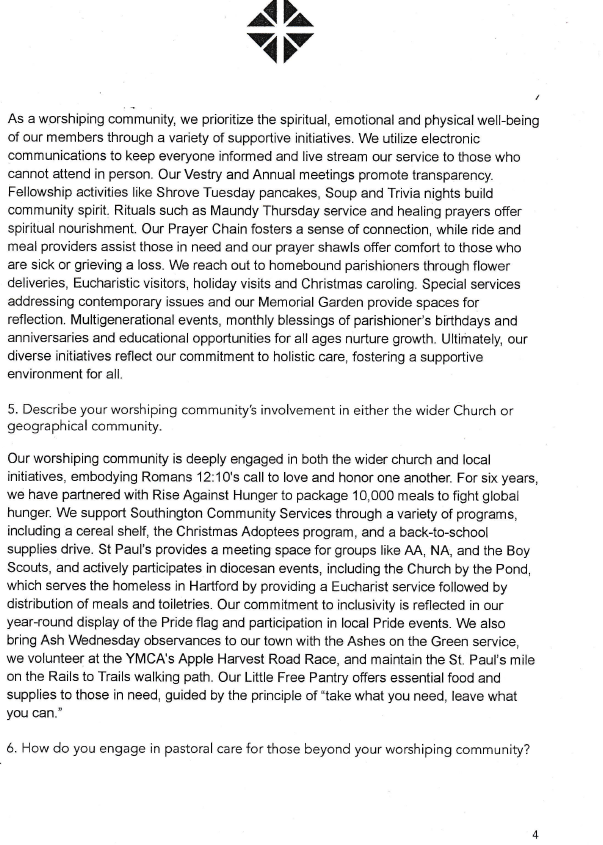 As a worshiping community, we prioritize the spiritual, emotional and physical well-being
of our members through a variety of supportive initiatives. We utilize electronic
communications to keep everyone informed and live stream our service to those who
cannot attend in person. Our Vestry and Annual meetings promote transparency.
Fellowship activities like Shrove Tuesday pancakes, Soup and Trivia nights build
community spirit. Rituals such as Maundy Thursday service and healing prayers offer
spiritual nourishment. Our Prayer Chain fosters a sense of connection, while ride and
meal providers assist those in need and our prayer shawls offer comfort to those who
are sick or grieving a loss. We reach out to homebound parishioners through flower
deliveries, Eucharistic visitors, holiday visits and Christmas caroling. Special services
addressing contemporary issues and our Memorial Garden provide spaces for
reflection. Multigenerational events, monthly blessings of parishioner's birthdays and
anniversaries and educational opportunities for all ages nurture growth. Ultimately, our
diverse initiatives reflect our commitment to holistic care, fostering a supportive
environment for all.
5. Describe your worshiping community's involvement in either the wider Church or
geographical community.
Our worshiping community is deeply engaged in both the wider church and local
initiatives, embodying Romans 12:10's call to love and honor one another. For six years,
we have partnered with Rise Against Hunger to package 10,000 meals to fight global
hunger. We support Southington Community Services through a variety of programs,
including a cereal shelf, the Christmas Adoptees program, and a back-to-school
supplies drive. St Paul's provides a meeting space for groups like AA, NA, and the Boy
Scouts, and actively participates in diocesan events, including the Church by the Pond,
which serves the homeless in Hartford by providing a Eucharist service followed by
distribution of meals and toiletries. Our commitment to inclusivity is reflected in our
year-round display of the Pride flag and participation in local Pride events. We also
bring Ash Wednesday observances to our town with the Ashes on the Green service,
we volunteer at the YMCA's Apple Harvest Road Race, and maintain the St. Paul's mile
on the Rails to Trails walking path. Our Little Free Pantry offers essential food and
supplies to those in need, guided by the principle of "take what you need, leave what
you can."
6. How do you engage in pastoral care for those beyond your worshiping community?
4